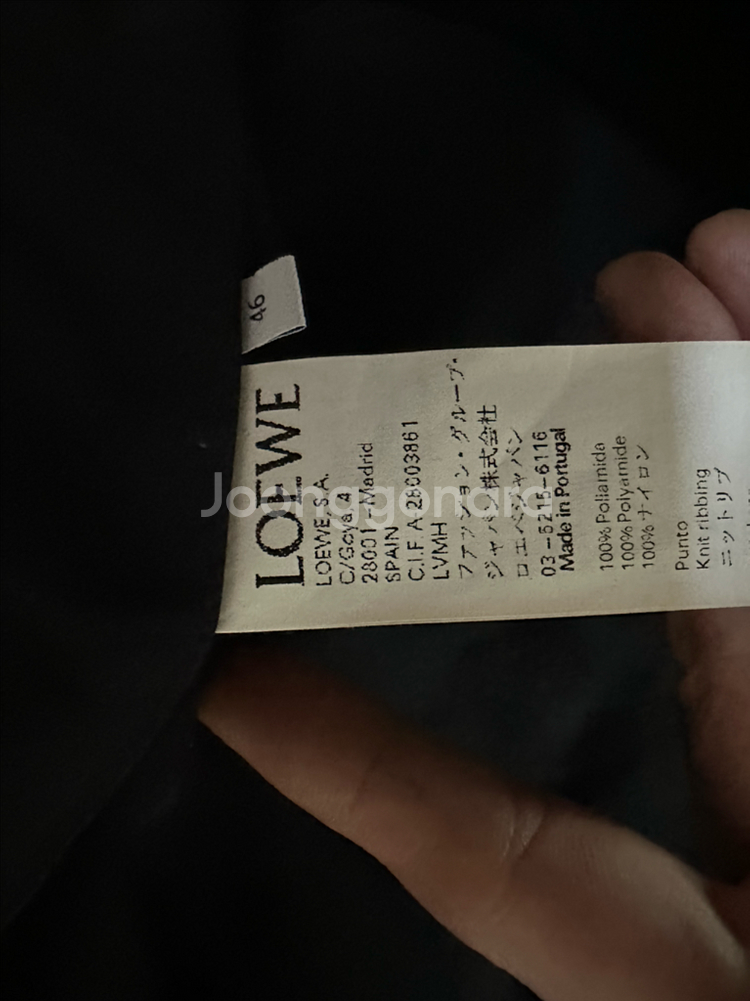 46
LOEWE
LOEWE, S.A.
C/Goya, 4
28001 - Madrid
SPAIN
C.I.F. A-28003861
LVMH
ファッション・グループ・
ジャパン株式会社
ロエベジャパン
03-5215-6116
Made in Portugal
100% Poliamida
100% Polyamide
100% ナイロン
Punto
Knit ribbing
ニットリブ
Joonggonara